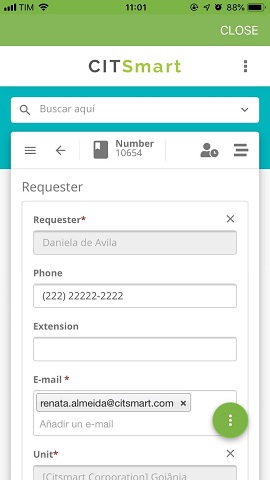 TIM 11:01 88%
CLOSE
CITSmart
Buscar aquí
Number
10654
Requester
Requester*
Daniela de Avila
Phone
(222) 22222-2222
Extension
E-mail *
renata.almeida@citsmart.com ×
Añadir un e-mail
Unit*
[Citsmart Corporation] Goiânia